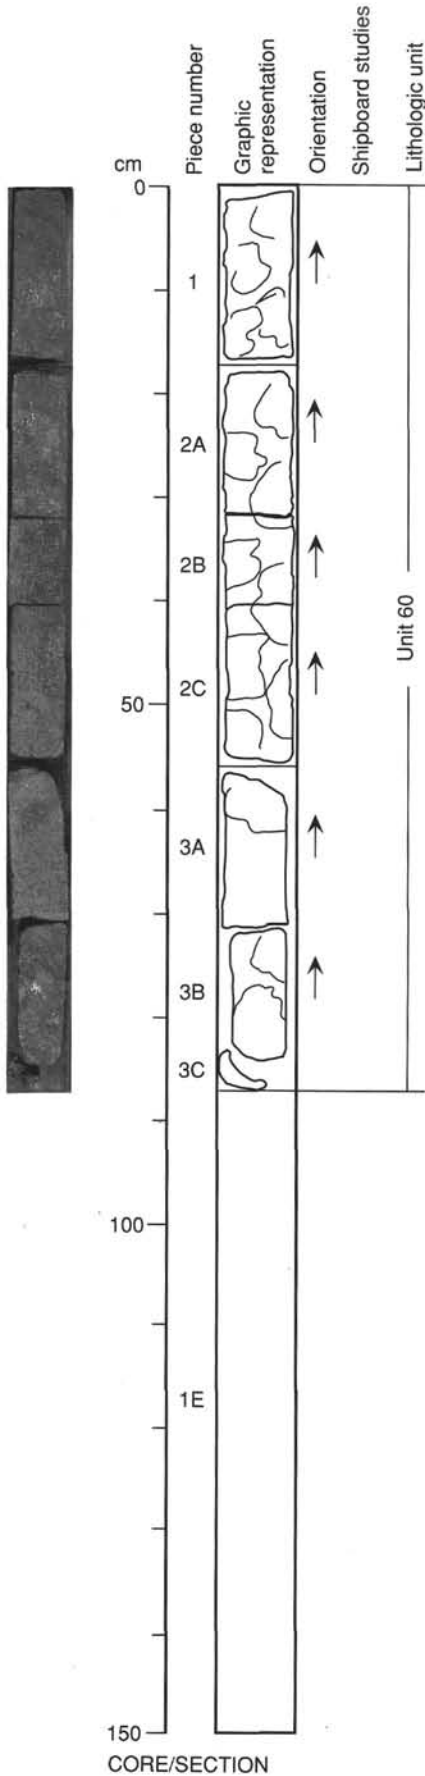 cm
Piece number
Graphic
representation
Orientation
Shipboard studies
Lithologic unit
0
1
2A
2B
2C
50
3A
3B
3C
Unit 60
100
1E
150
CORE/SECTION